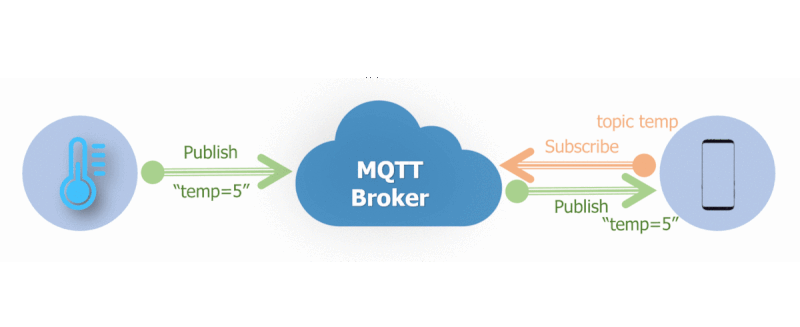 Publish
“temp=5”
MQTT
Broker
topic temp
Subscribe
Publish
“temp=5”